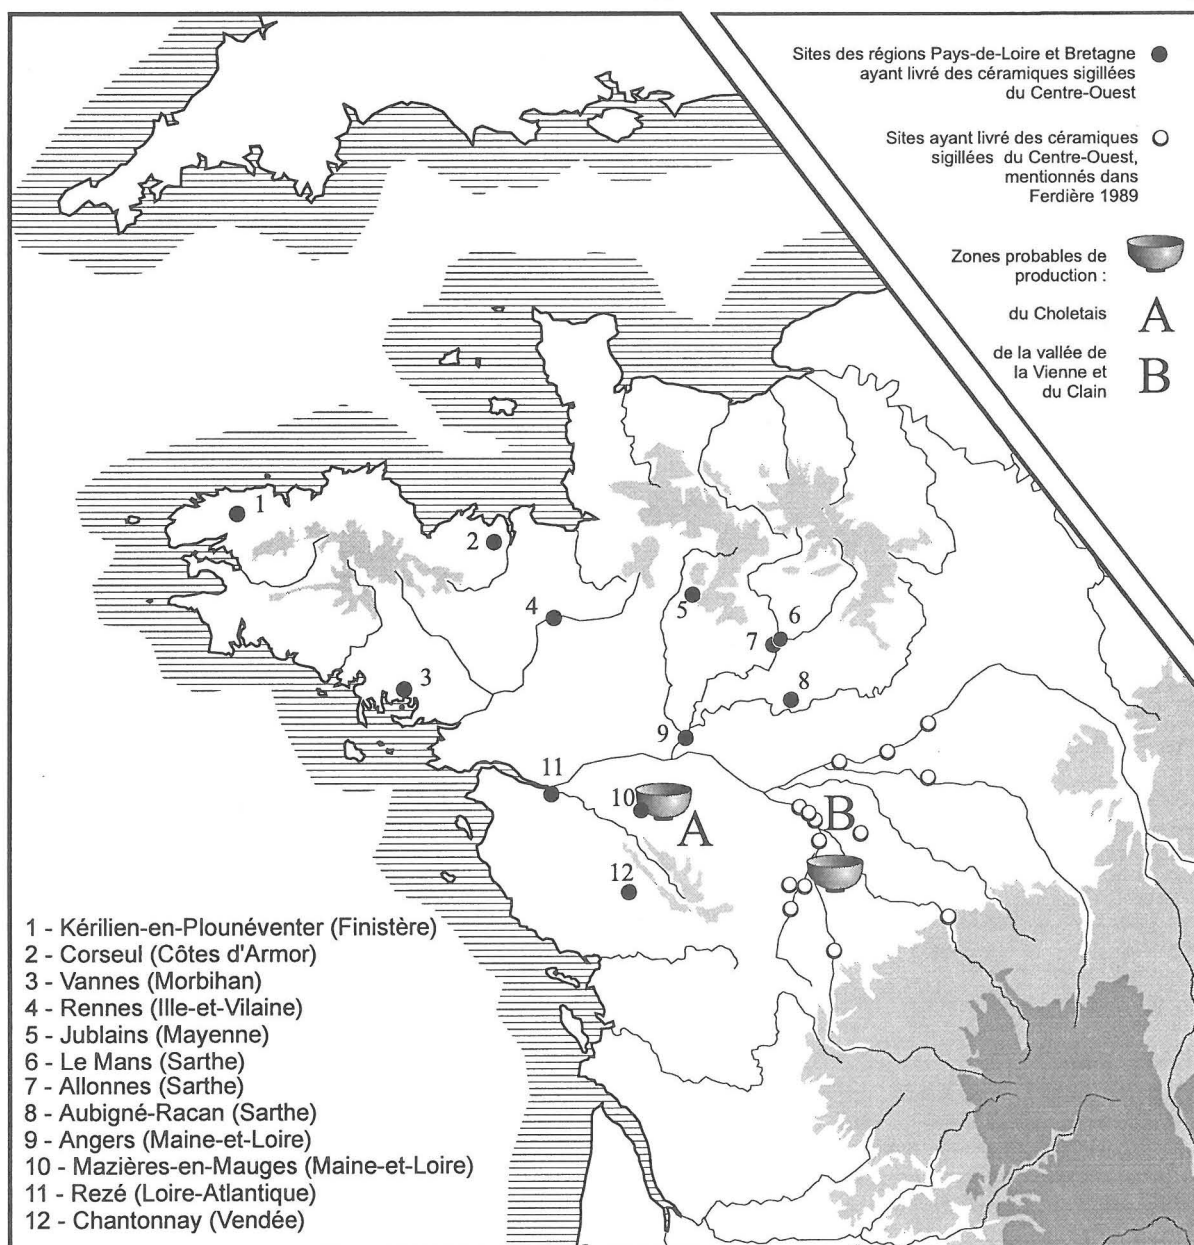 Sites des régions Pays-de-Loire et Bretagne
ayant livré des céramiques sigillées
du Centre-Ouest
Sites ayant livré des céramiques
sigillées du Centre-Ouest,
mentionnés dans
Ferdière 1989
Zones probables de
production :
du Choletais
A
de la vallée de
la Vienne et
du Clain
B
1
2
3
4
5
6
7
8
9
10
11
12
A
B
1 - Kérilien-en-Plounéventer (Finistère)
2 - Corseul (Côtes d'Armor)
3 - Vannes (Morbihan)
4 - Rennes (Ille-et-Vilaine)
5 - Jublains (Mayenne)
6 - Le Mans (Sarthe)
7 - Allonnes (Sarthe)
8 - Aubigné-Racan (Sarthe)
9 - Angers (Maine-et-Loire)
10 - Mazières-en-Mauges (Maine-et-Loire)
11 - Rezé (Loire-Atlantique)
12 - Chantonnay (Vendée)